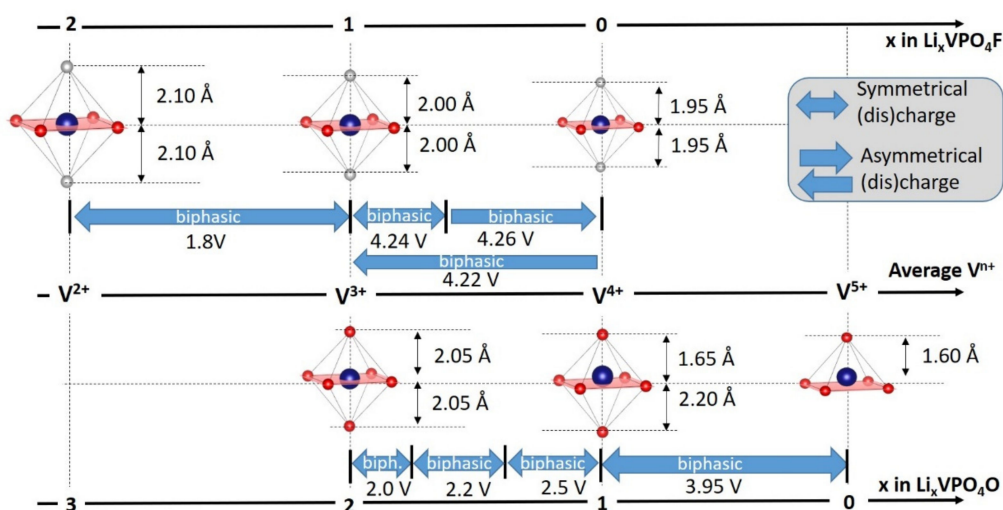 2 1 0
x in LiₓVPO₄F
2.10 Å 2.00 Å 1.95 Å
2.10 Å 2.00 Å 1.95 Å
Symmetrical
(dis)charge
Asymmetrical
(dis)charge
biphasic biphasic biphasic
1.8V 4.24 V 4.26 V
biphasic
4.22 V
Average Vⁿ⁺
V²⁺ V³⁺ V⁴⁺ V⁵⁺
2.05 Å 1.65 Å 1.60 Å
2.05 Å 2.20 Å
biph. biphasic biphasic biphasic
2.0 V 2.2 V 2.5 V 3.95 V
3 2 1 0
x in LiₓVPO₄O